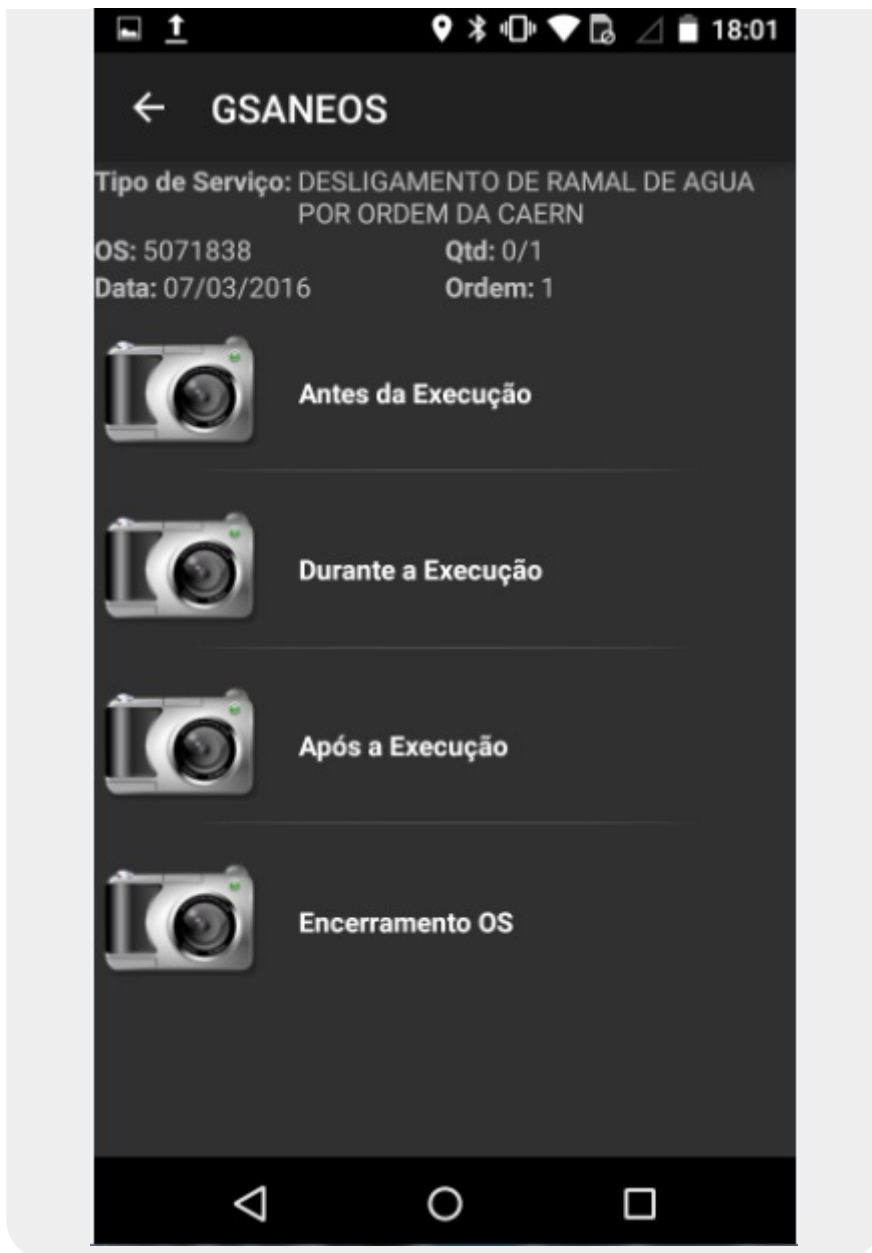 18:01
GSANEOS
Tipo de Serviço: DESLIGAMENTO DE RAMAL DE AGUA
POR ORDEM DA CAERN
OS: 5071838 Qtd: 0/1
Data: 07/03/2016 Ordem: 1
Antes da Execução
Durante a Execução
Após a Execução
Encerramento OS